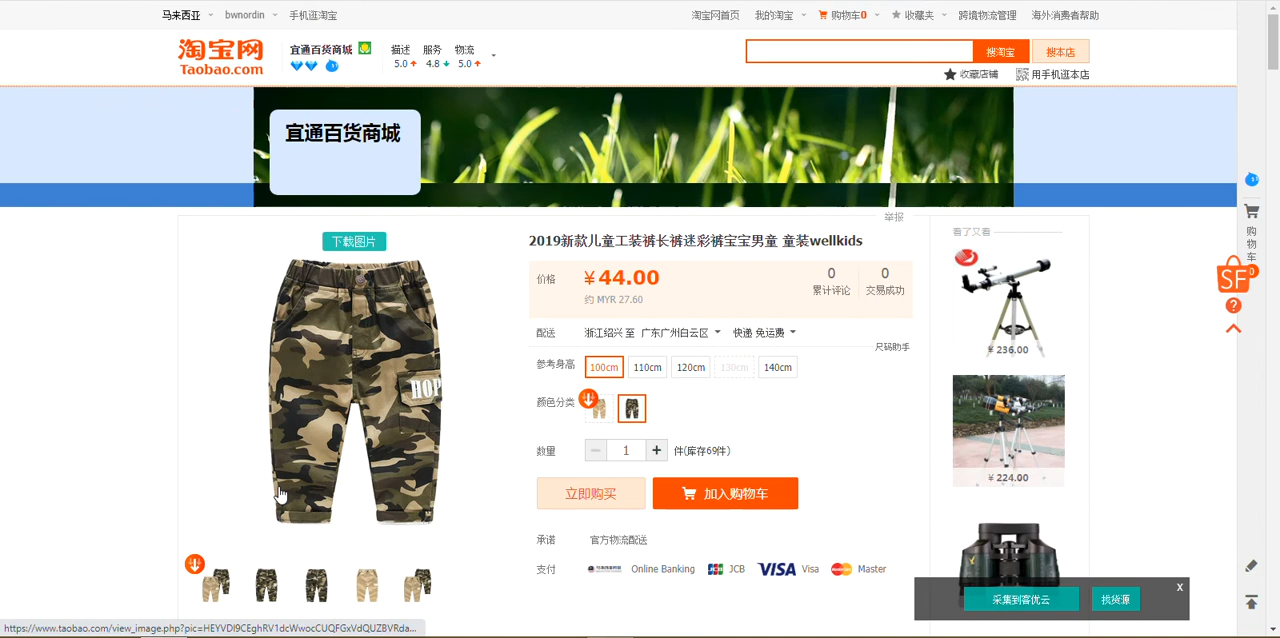 马来西亚 bwnordin 手机逛淘宝 淘宝网首页 我的淘宝 购物车0 收藏夹 跨境物流管理 海外消费者帮助
淘宝网
Taobao.com
宜通百货商城 描述 服务 物流
5.0 4.8 5.0
搜淘宝 搜本店
收藏店铺 用手机逛本店
宜通百货商城
举报
看了又看
下载图片
2019新款儿童工装裤长裤迷彩裤宝宝男童 童装wellkids
价格 ¥44.00
约 MYR 27.60
0 0
累计评论 交易成功
配送 浙江绍兴 至 广东广州白云区 快递 免运费
尺码助手
参考身高 100cm 110cm 120cm 130cm 140cm
颜色分类
数量 1 件(库存69件)
立即购买 加入购物车
承诺 官方物流配送
支付 Online Banking JCB JCB VISA Visa Master
HOP
¥ 236.00
¥ 224.00
购物车
0
SF
?
采集到客优云 找货源 X
https://www.taobao.com/view_image.php?pic=HEYVDI9CEghRV1dcWwocCUQFGxVdQUZBVRda...